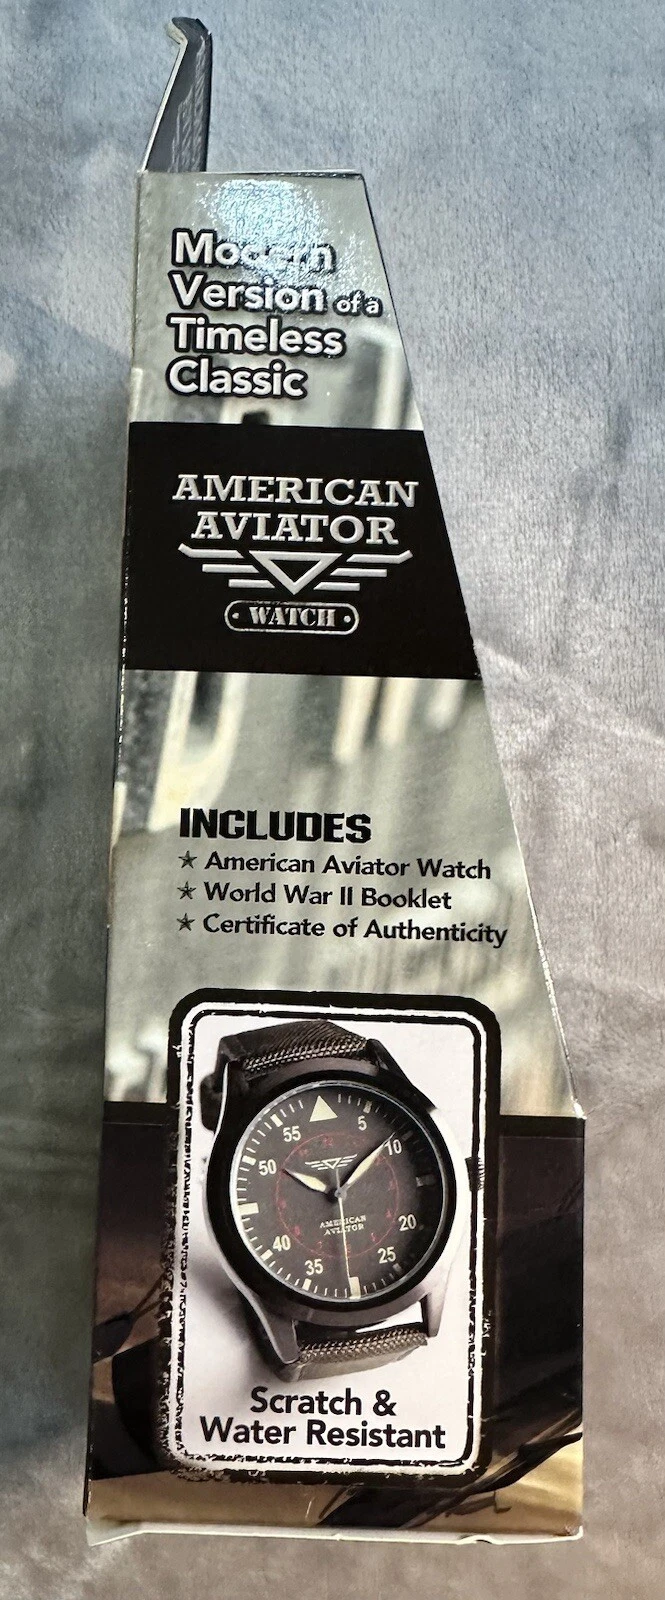 Modern
Version of a
Timeless
Classic
AMERICAN
AVIATOR
• WATCH •
INCLUDES
★ American Aviator Watch
★ World War II Booklet
★ Certificate of Authenticity
55 5
50 10
AMERICAN
AVIATOR
40 20
35 25
Scratch &
Water Resistant